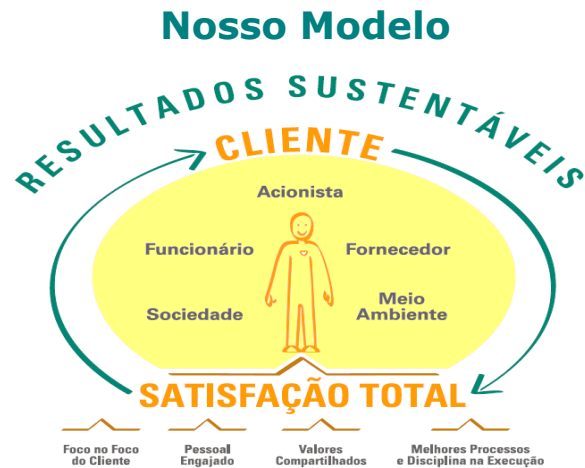 Nosso Modelo
RESULTADOS SUSTENTÁVEIS
CLIENTE
Acionista
Funcionário
Fornecedor
Sociedade
Meio
Ambiente
SATISFAÇÃO TOTAL
Foco no Foco
do Cliente
Pessoal
Engajado
Valores
Compartilhados
Melhores Processos
e Disciplina na Execução